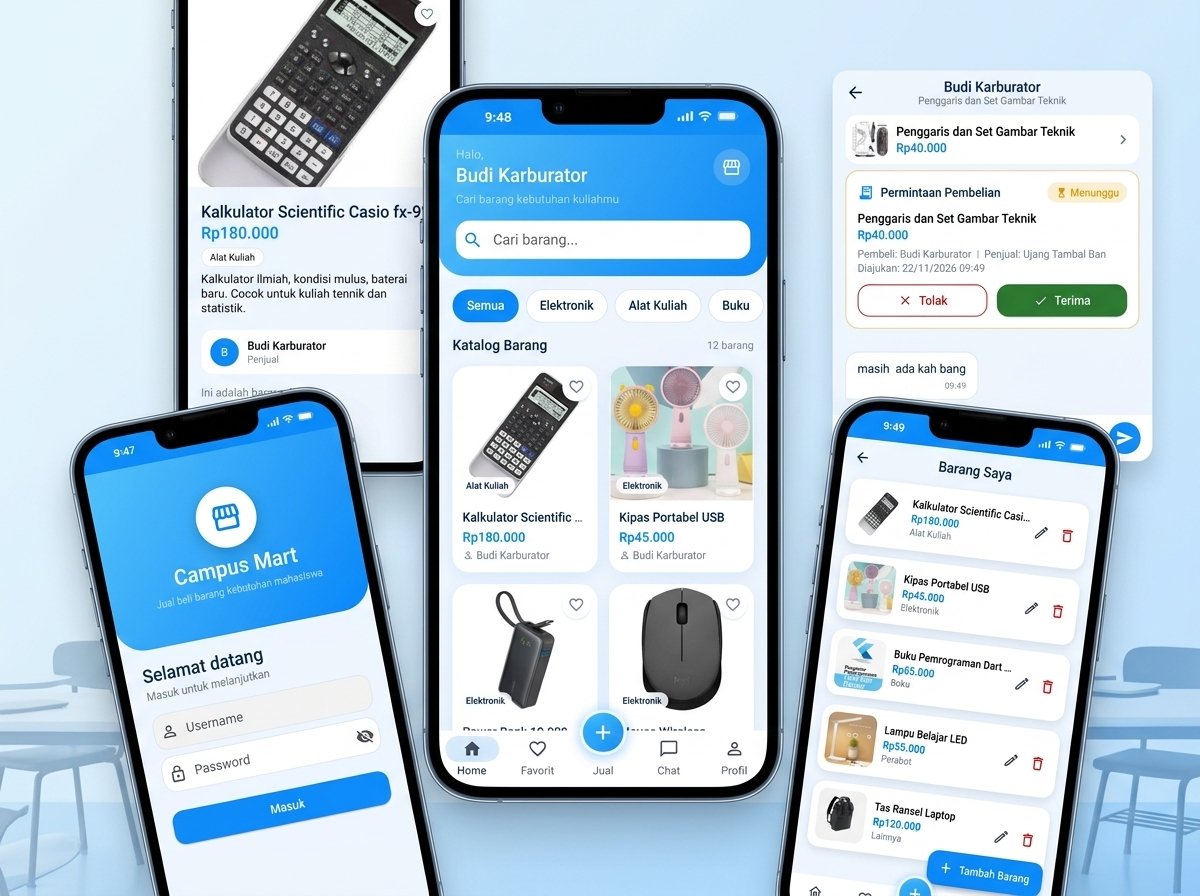 Kalkulator Scientific Casio fx-9
Rp180.000
Alat Kuliah
Kalkulator Ilmiah, kondisi mulus, baterai
baru. Cocok untuk kuliah tennik dan
statistik.
B
Budi Karburator
Penjual
Ini adalah
9:48
Halo,
Budi Karburator
Cari barang kebutuhan kuliahmu
Cari barang...
Semua
Elektronik
Alat Kuliah
Buku
Katalog Barang
12 barang
Alat Kuliah
Kalkulator Scientific ...
Rp180.000
Budi Karburator
Elektronik
Kipas Portabel USB
Rp45.000
Budi Karburator
Elektronik
Elektronik
Home
Favorit
Jual
Chat
Profil
Budi Karburator
Penggaris dan Set Gambar Teknik
Penggaris dan Set Gambar Teknik
Rp40.000
Permintaan Pembelian
Menunggu
Penggaris dan Set Gambar Teknik
Rp40.000
Pembeli: Budi Karburator | Penjual: Ujang Tambal Ban
Diajukan: 22/11/2026 09:49
Tolak
Terima
masih ada kah bang
09:49
9:47
Campus Mart
Jual beli barang kebutohan mahasiswa
Selamat datang
Masuk untuk melanjutkan
Username
Password
Masuk
9:49
Barang Saya
Kalkulator Scientific Casi...
Rp180.000
Alat Kuliah
Kipas Portabel USB
Rp45.000
Elektronik
Buku Pemrograman Dart ...
Rp65.000
Boku
Lampu Belajar LED
Rp55.000
Perabot
Tas Ransel Laptop
Rp120.000
Lairnya
Tambah Barang